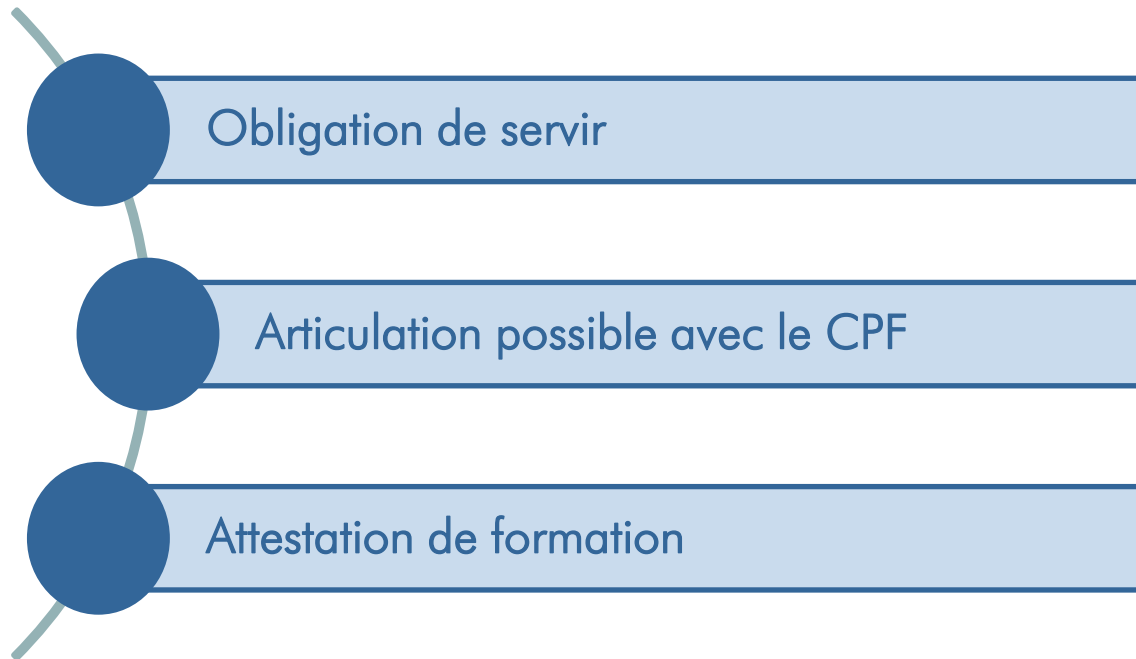 Obligation de servir
Articulation possible avec le CPF
Attestation de formation